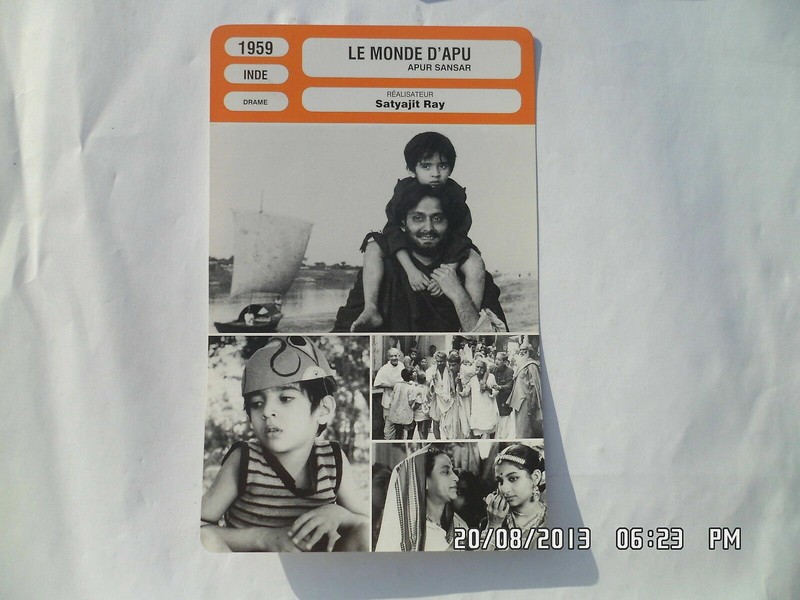 1959
INDE
DRAME
LE MONDE D'APU
APUR SANSAR
RÉALISATEUR
Satyajit Ray
20/08/2013 06:23 PM